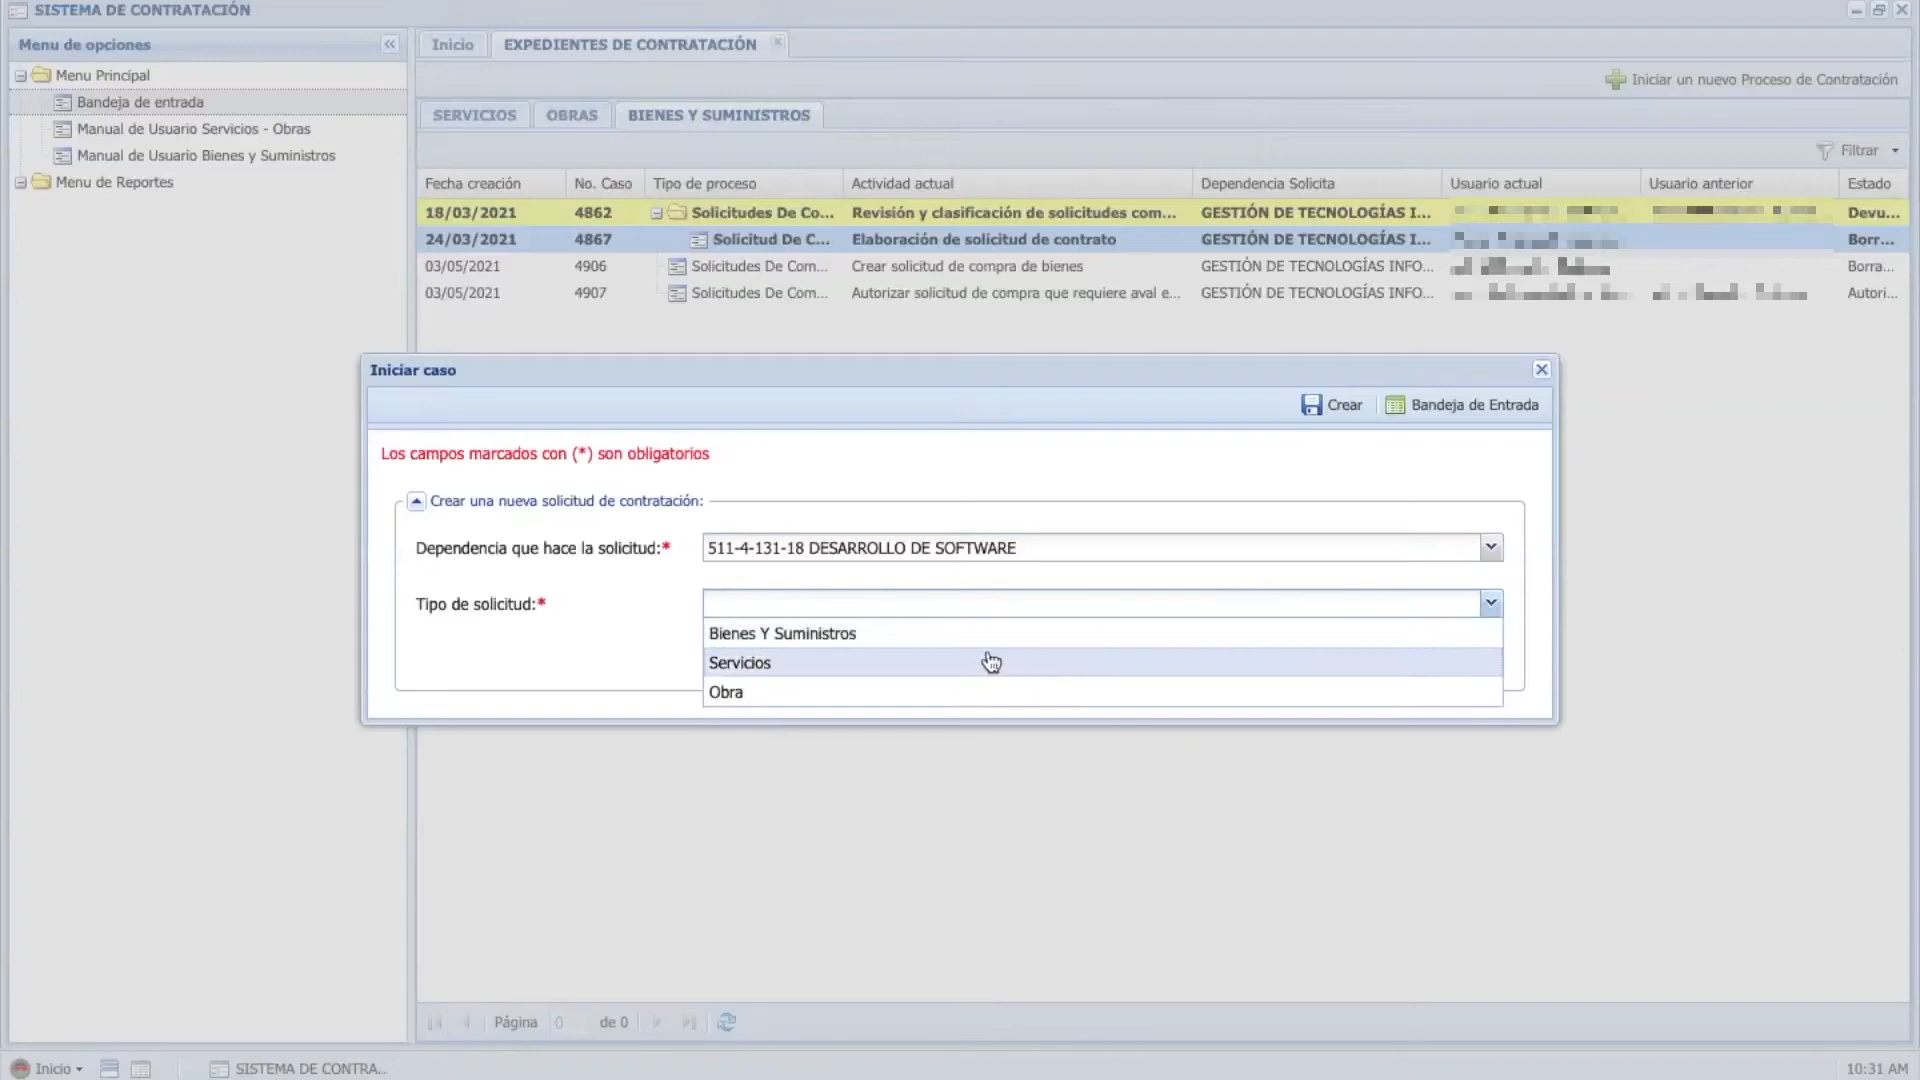 SISTEMA DE CONTRATACIÓN
Menu de opciones
Menu Principal
Bandeja de entrada
Manual de Usuario Servicios - Obras
Manual de Usuario Bienes y Suministros
Menu de Reportes
Inicio EXPEDIENTES DE CONTRATACIÓN
Iniciar un nuevo Proceso de Contratación
SERVICIOS OBRAS BIENES Y SUMINISTROS
Filtrar
Fecha creación No. Caso Tipo de proceso Actividad actual Dependencia Solicita Usuario actual Usuario anterior Estado
18/03/2021 4862 Solicitudes De Co... Revisión y clasificación de solicitudes com... GESTIÓN DE TECNOLOGÍAS I... Devu...
24/03/2021 4867 Solicitud De C... Elaboración de solicitud de contrato GESTIÓN DE TECNOLOGÍAS I... Borr...
03/05/2021 4906 Solicitudes De Com... Crear solicitud de compra de bienes GESTIÓN DE TECNOLOGÍAS INFO... Borra...
03/05/2021 4907 Solicitudes De Com... Autorizar solicitud de compra que requiere aval e... GESTIÓN DE TECNOLOGÍAS INFO... Autori...
Iniciar caso
Crear Bandeja de Entrada
Los campos marcados con (*) son obligatorios
Crear una nueva solicitud de contratación:
Dependencia que hace la solicitud:* 511-4-131-18 DESARROLLO DE SOFTWARE
Tipo de solicitud:*
Bienes Y Suministros
Servicios
Obra
Página 0 de 0
Inicio SISTEMA DE CONTRA... 10:31 AM